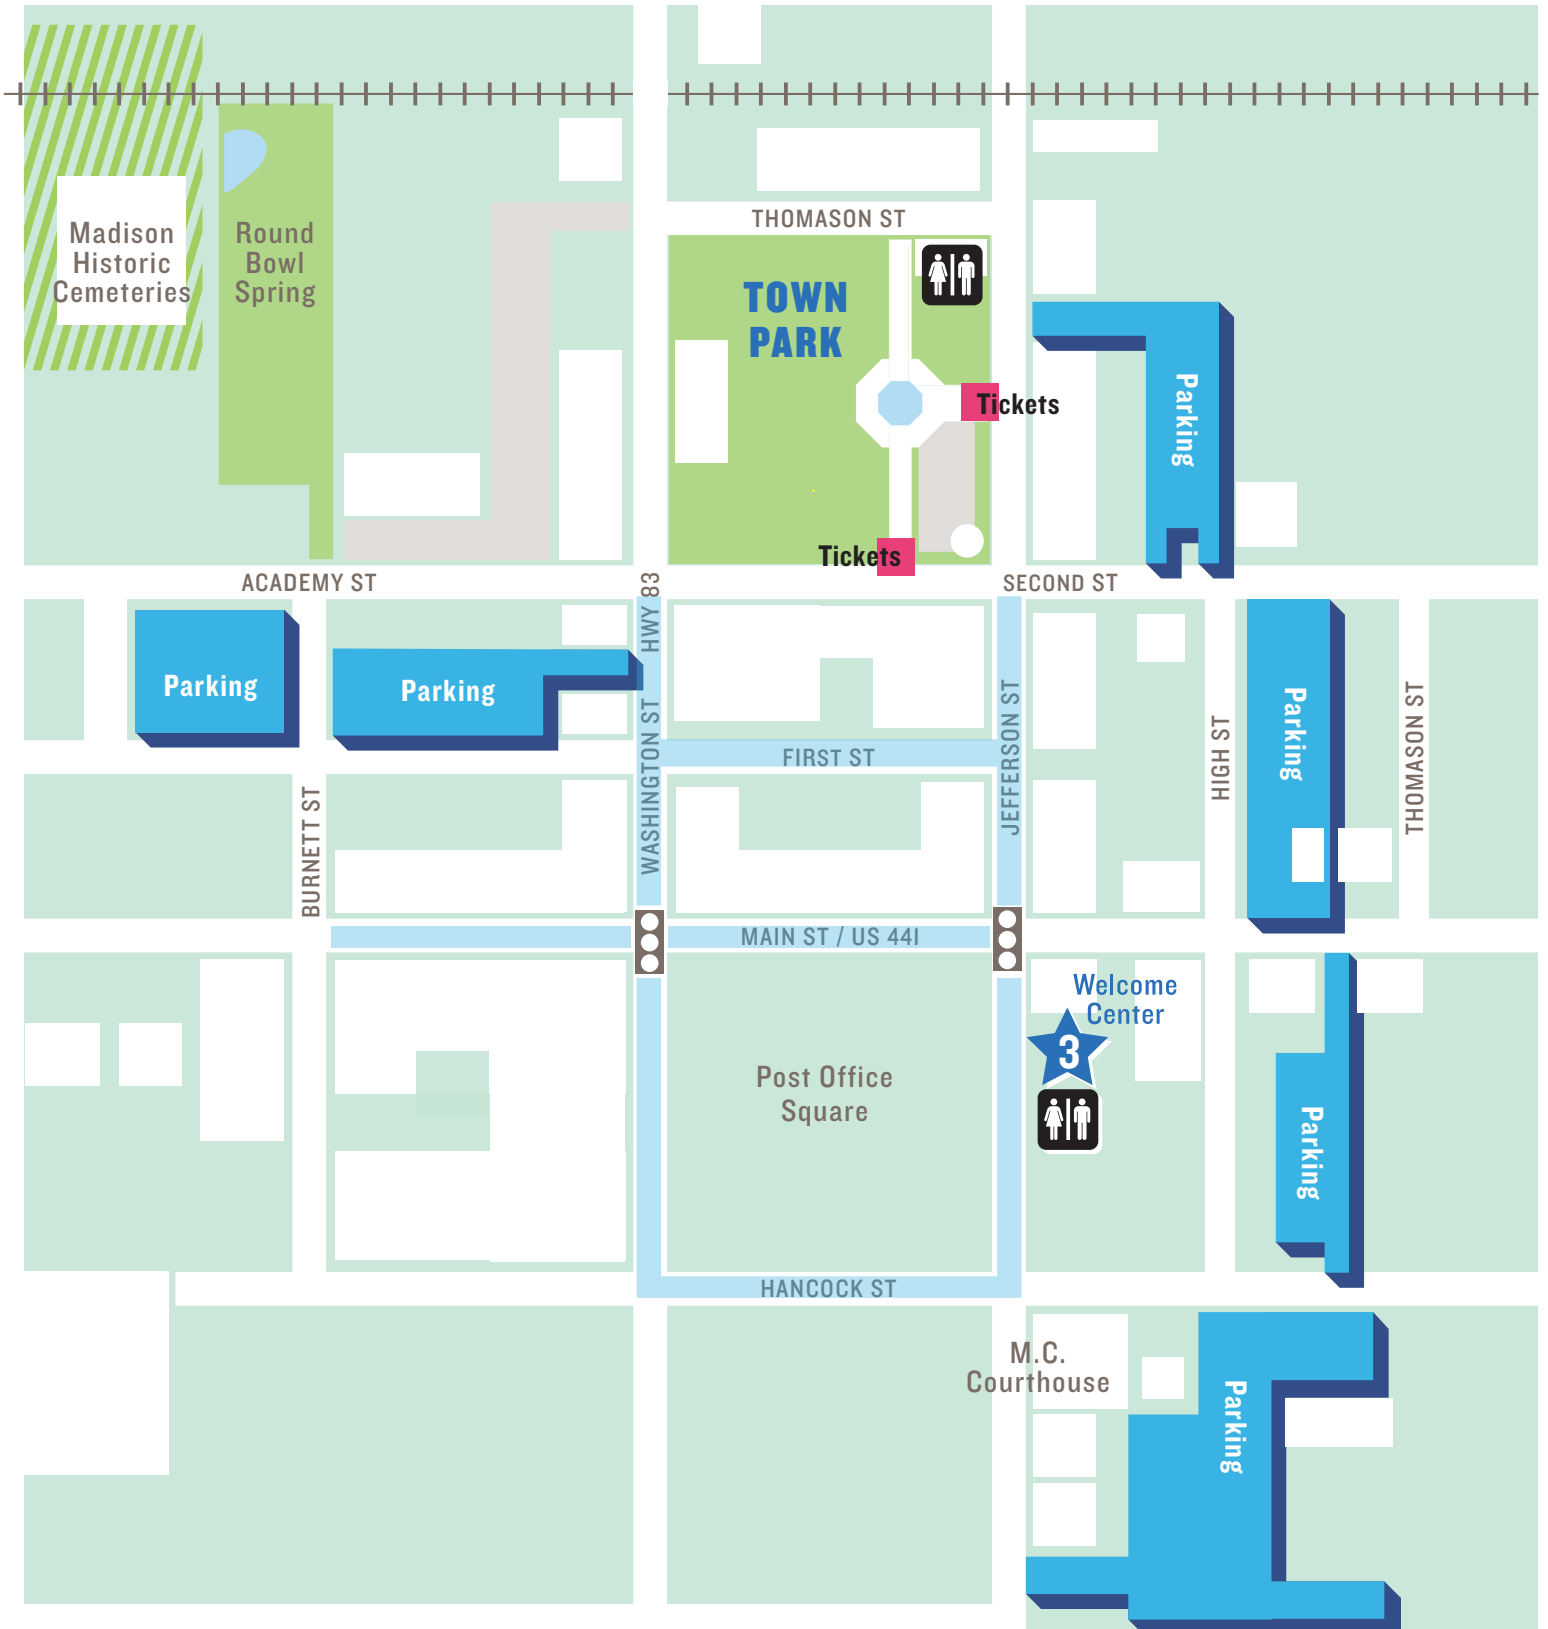 THOMASON ST
Madison
Historic
Cemeteries
Round
Bowl
Spring
TOWN
PARK
Tickets
Parking
Tickets
ACADEMY ST
HWY 83
SECOND ST
Parking
Parking
WASHINGTON ST
FIRST ST
JEFFERSON ST
HIGH ST
Parking
THOMASON ST
BURNETT ST
MAIN ST / US 441
Welcome
Center
3
Post Office
Square
Parking
HANCOCK ST
M.C.
Courthouse
Parking